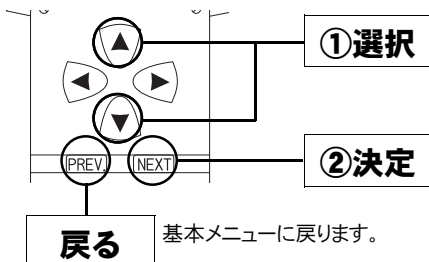 ①選択
PREV.
NEXT
②決定
戻る
基本メニューに戻ります。